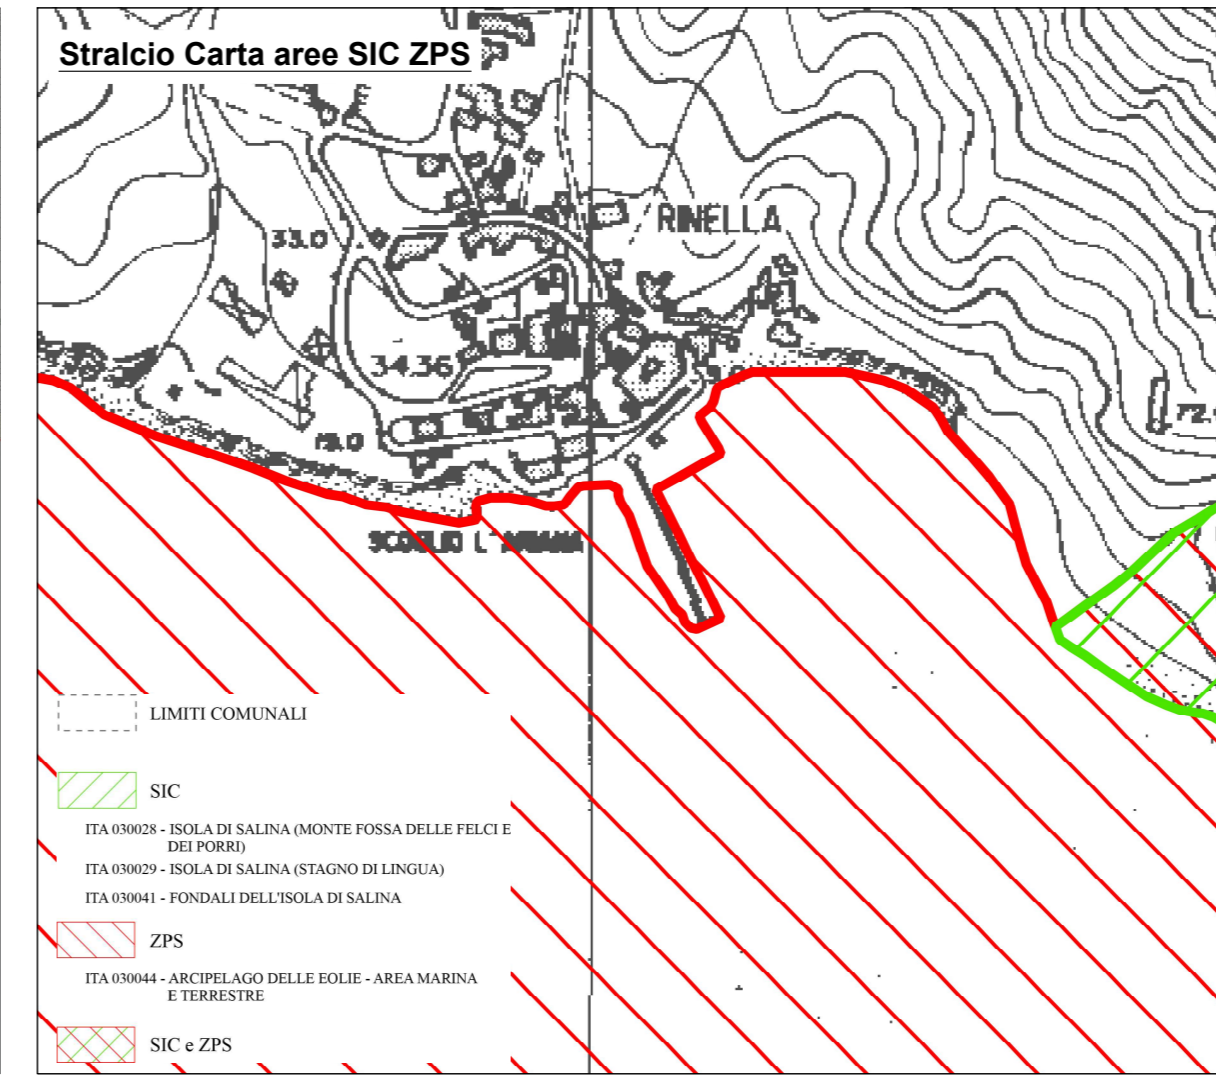 Stralcio Carta aree SIC ZPS
33.0
RINELLA
34.36
SCOGLIO L'
LIMITI COMUNALI
SIC
ITA 030028 - ISOLA DI SALINA (MONTE FOSSA DELLE FELCI E
DEI PORRI)
ITA 030029 - ISOLA DI SALINA (STAGNO DI LINGUA)
ITA 030041 - FONDALI DELL'ISOLA DI SALINA
ZPS
ITA 030044 - ARCIPELAGO DELLE EOLIE - AREA MARINA
E TERRESTRE
SIC e ZPS